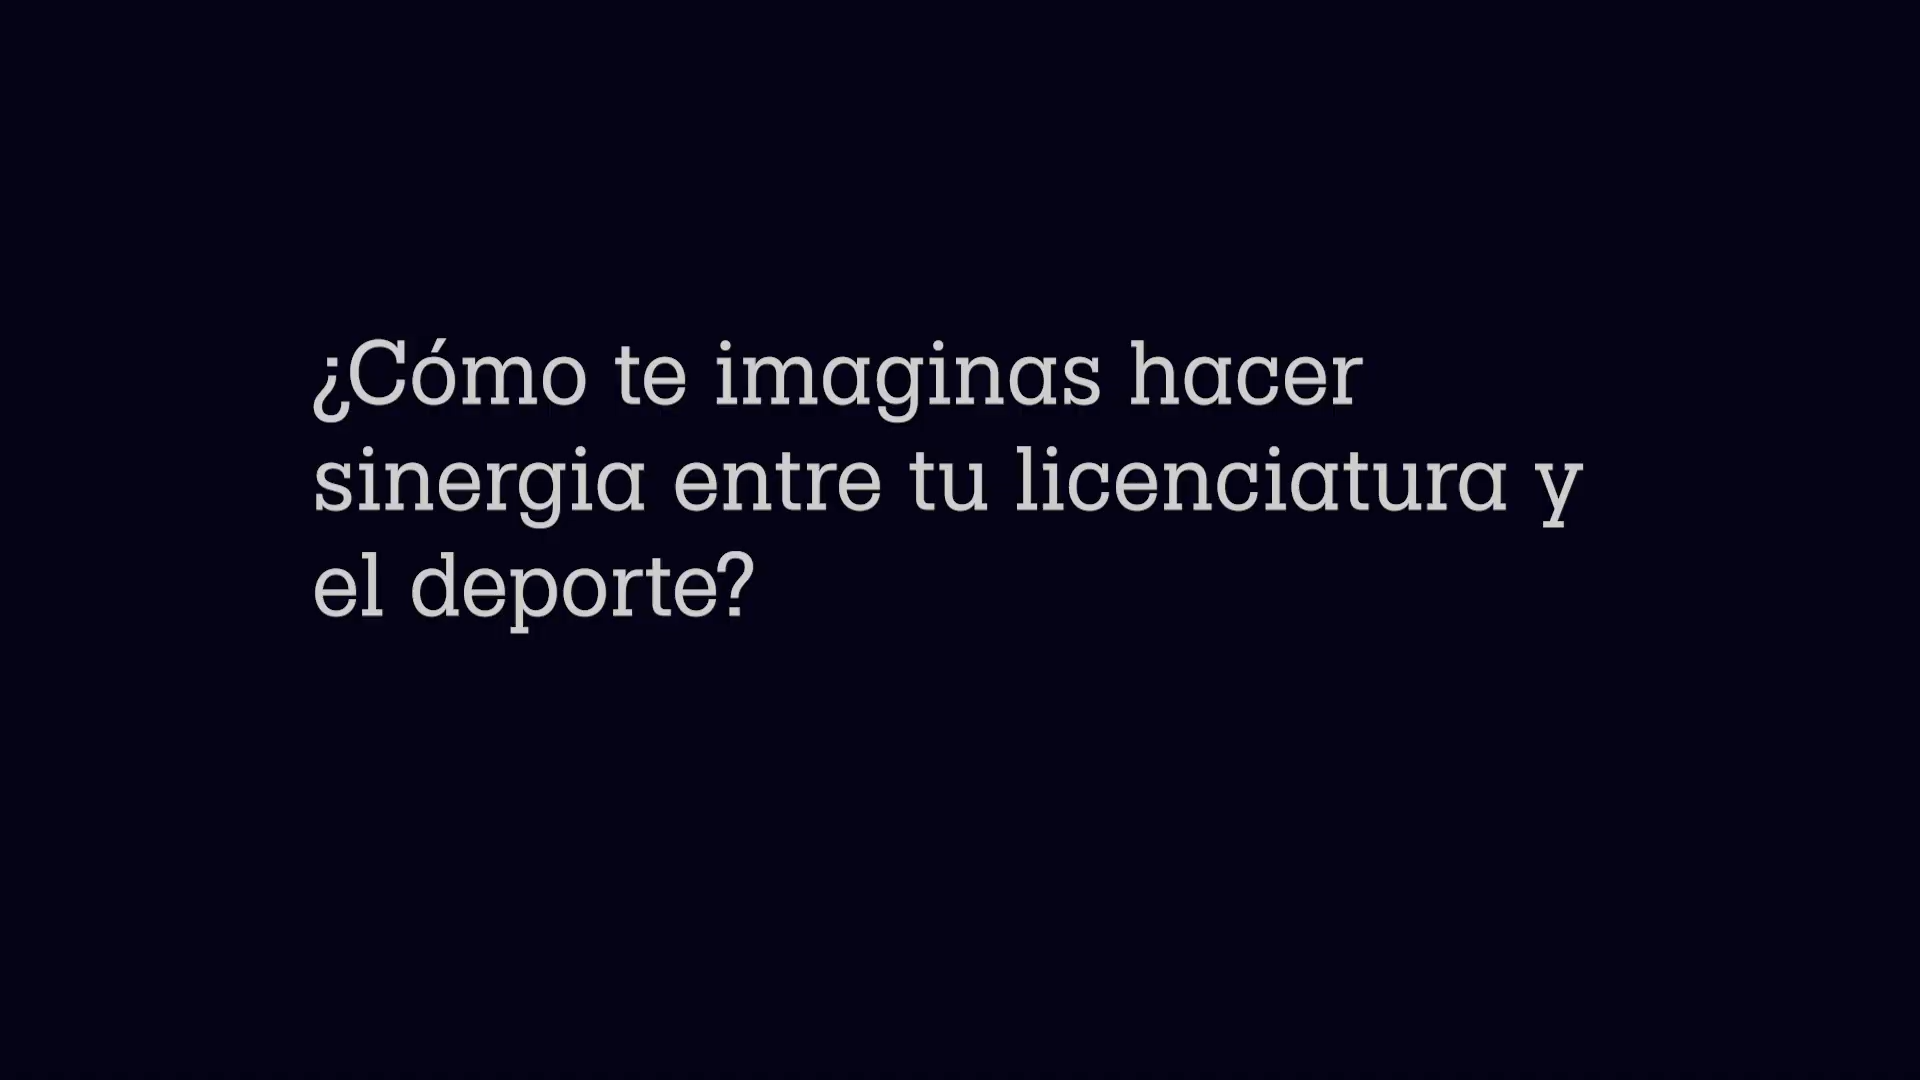 ¿Cómo te imaginas hacer
sinergia entre tu licenciatura y
el deporte?